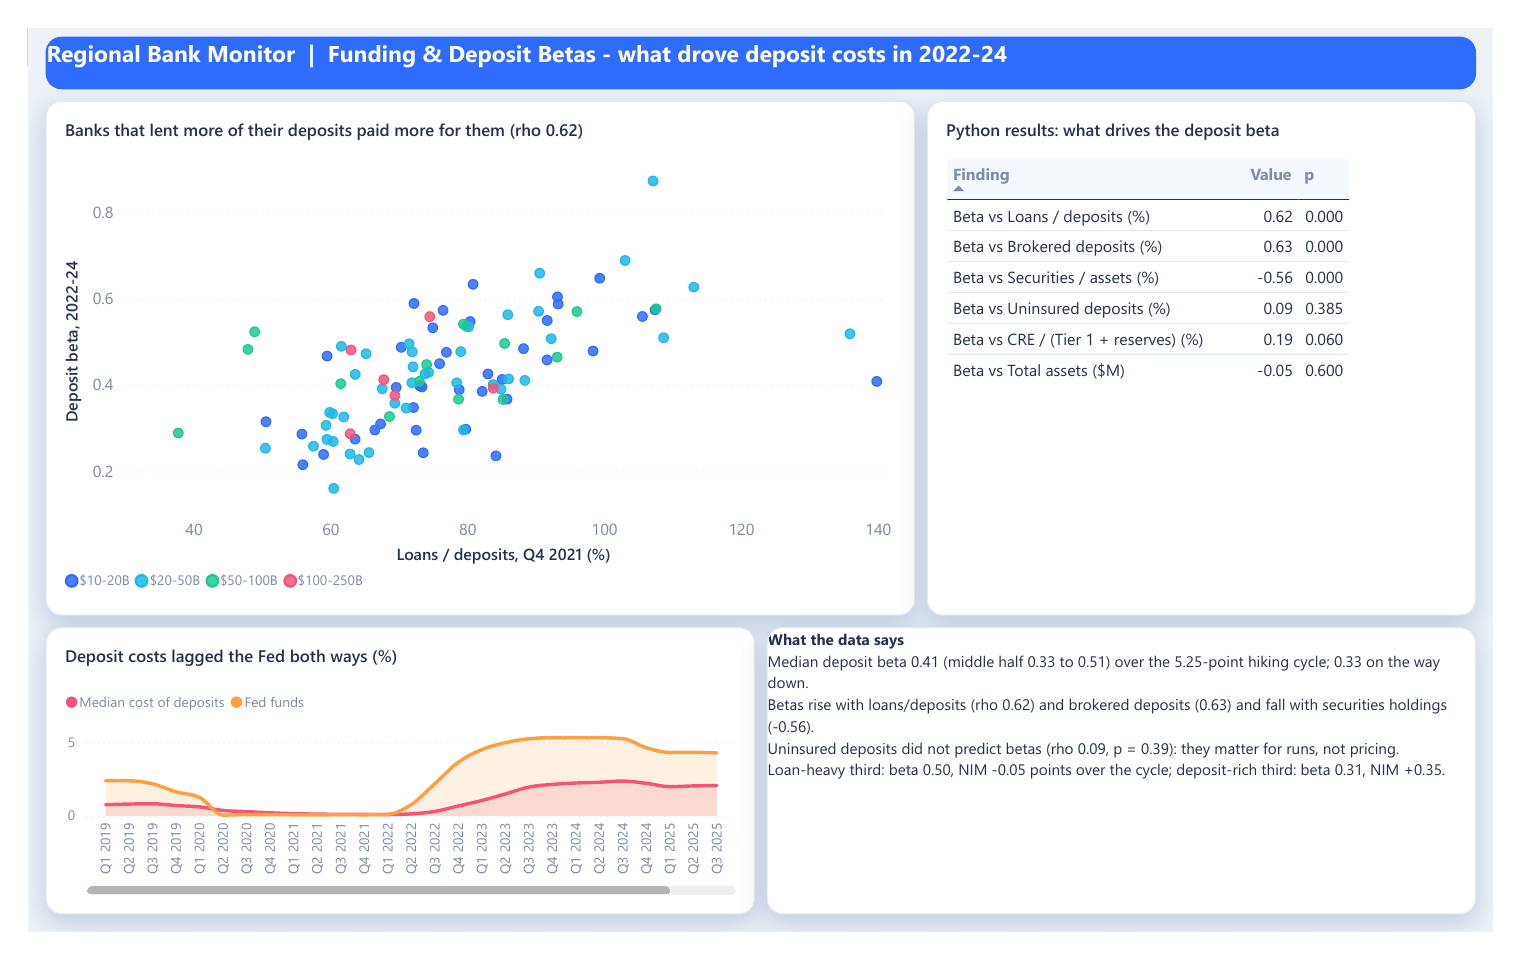 Regional Bank Monitor | Funding & Deposit Betas - what drove deposit costs in 2022-24
Banks that lent more of their deposits paid more for them (rho 0.62)
Deposit beta, 2022-24
0.8
0.6
0.4
0.2
40 60 80 100 120 140
Loans / deposits, Q4 2021 (%)
$10-20B $20-50B $50-100B $100-250B
Python results: what drives the deposit beta
Finding Value p
Beta vs Loans / deposits (%) 0.62 0.000
Beta vs Brokered deposits (%) 0.63 0.000
Beta vs Securities / assets (%) -0.56 0.000
Beta vs Uninsured deposits (%) 0.09 0.385
Beta vs CRE / (Tier 1 + reserves) (%) 0.19 0.060
Beta vs Total assets ($M) -0.05 0.600
Deposit costs lagged the Fed both ways (%)
Median cost of deposits Fed funds
5
0
Q1 2019 Q2 2019 Q3 2019 Q4 2019 Q1 2020 Q2 2020 Q3 2020 Q4 2020 Q1 2021 Q2 2021 Q3 2021 Q4 2021 Q1 2022 Q2 2022 Q3 2022 Q4 2022 Q1 2023 Q2 2023 Q3 2023 Q4 2023 Q1 2024 Q2 2024 Q3 2024 Q4 2024 Q1 2025 Q2 2025 Q3 2025
What the data says
Median deposit beta 0.41 (middle half 0.33 to 0.51) over the 5.25-point hiking cycle; 0.33 on the way
down.
Betas rise with loans/deposits (rho 0.62) and brokered deposits (0.63) and fall with securities holdings
(-0.56).
Uninsured deposits did not predict betas (rho 0.09, p = 0.39): they matter for runs, not pricing.
Loan-heavy third: beta 0.50, NIM -0.05 points over the cycle; deposit-rich third: beta 0.31, NIM +0.35.